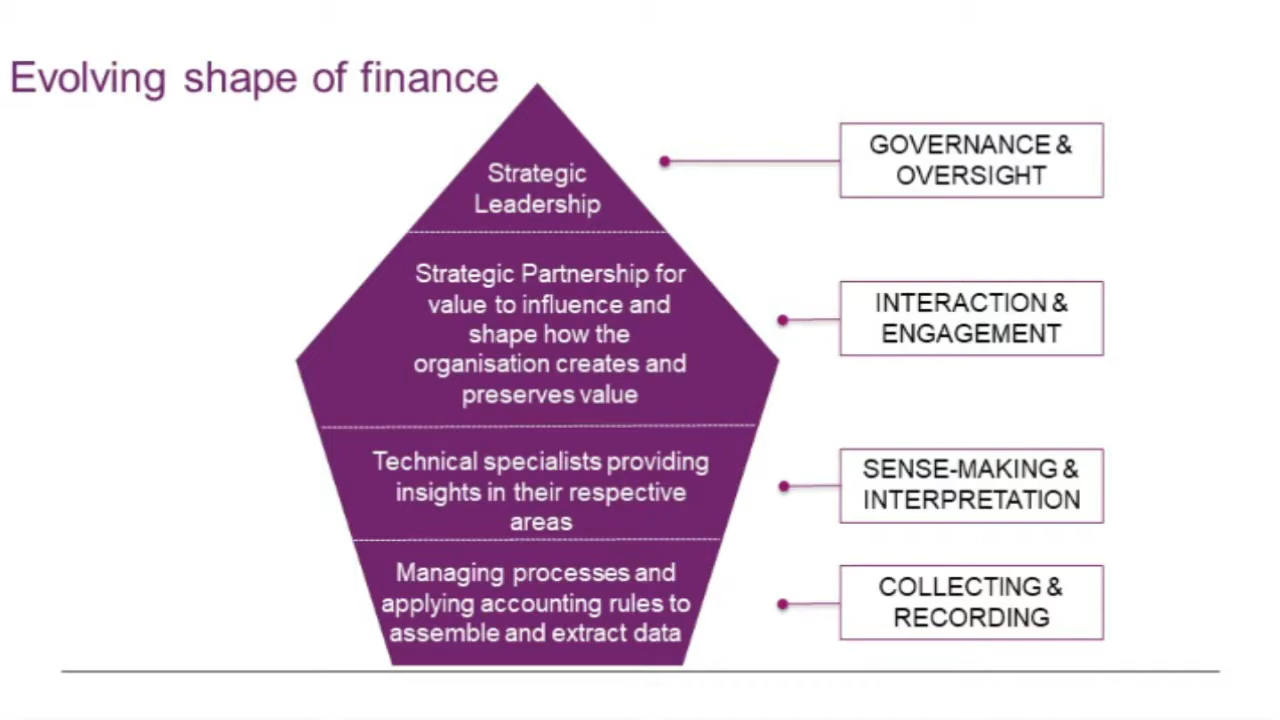 Evolving shape of finance
Strategic
Leadership
GOVERNANCE &
OVERSIGHT
Strategic Partnership for
value to influence and
shape how the
organisation creates and
preserves value
INTERACTION &
ENGAGEMENT
Technical specialists providing
insights in their respective
areas
SENSE-MAKING &
INTERPRETATION
Managing processes and
applying accounting rules to
assemble and extract data
COLLECTING &
RECORDING